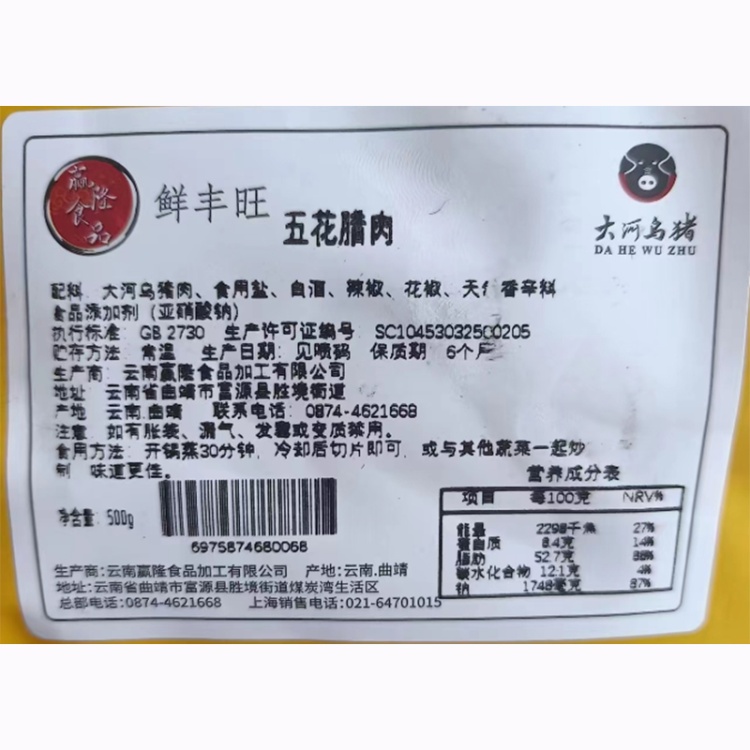 赢隆食品
鲜丰旺 五花腊肉
大河乌猪
DA HE WU ZHU
配料 大河乌猪肉、食用盐、白酒、辣椒、花椒、天 香辛料
食品添加剂（亚硝酸钠）
执行标准: GB 2730 生产许可证编号 SC10453032500205
贮存方法: 常温 生产日期: 见喷码 保质期 6个月
生产商: 云南赢隆食品加工有限公司
地址: 云南省曲靖市富源县胜境街道
产地 云南.曲靖 联系电话: 0874-4621668
注意: 如有胀袋、漏气、发霉或变质禁用。
食用方法: 开锅蒸30分钟, 冷却后切片即可, 或与其他蔬菜一起炒
制 味道更佳。
净含量: 500g
6975874680068
营养成分表
项目 每100克 NRV%
能量 2298千焦 27%
蛋白质 8.4克 14%
脂肪 52.7克 88%
碳水化合物 12.1克 4%
钠 1748毫克 87%
生产商:云南赢隆食品加工有限公司 产地:云南.曲靖
地址:云南省曲靖市富源县胜境街道煤炭湾生活区
总部电话:0874-4621668 上海销售电话:021-64701015